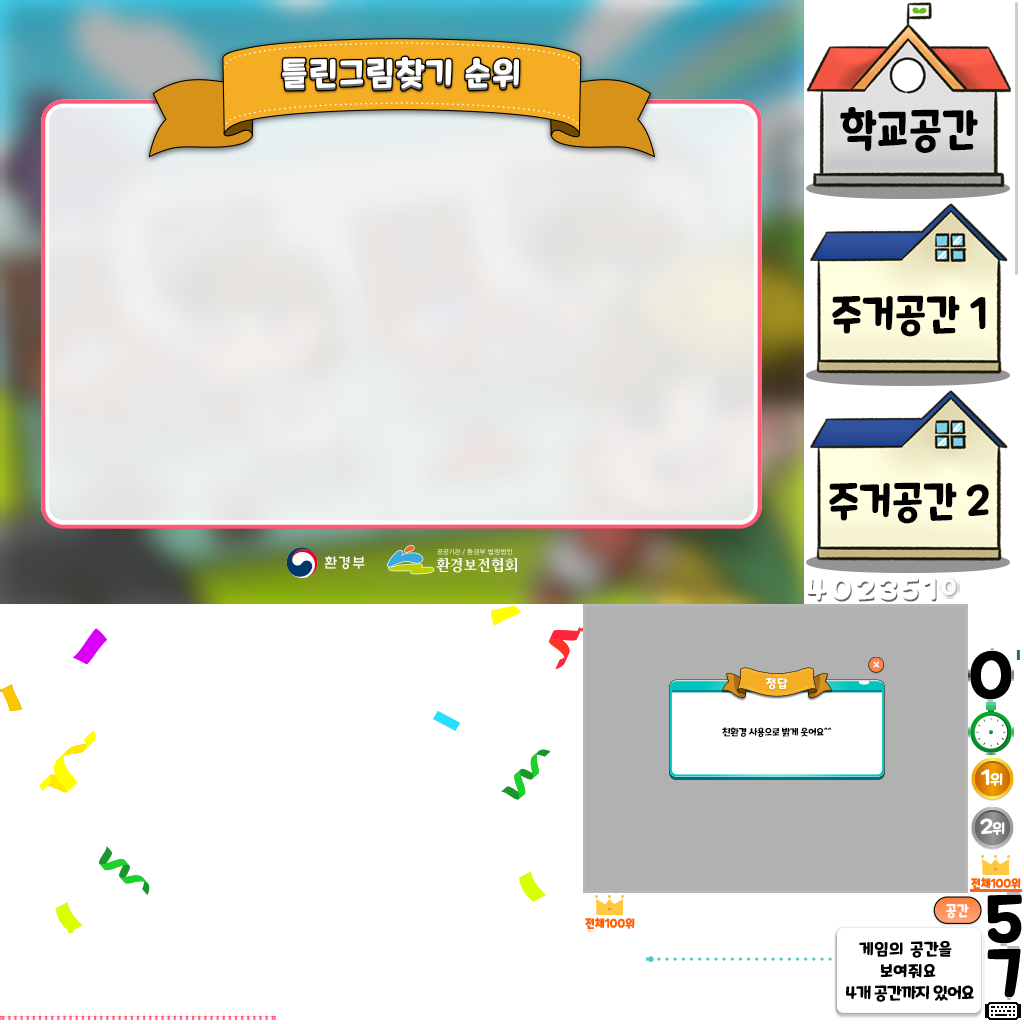 틀린그림찾기 순위
학교공간
주거공간 1
주거공간 2
환경부
공공기관 / 환경부 법정법인
환경보전협회
4023510
정답
친환경 사용으로 밝게 웃어요^^
0
1위
2위
전체100위
전체100위
공간
게임의 공간을
보여줘요
4개 공간까지 있어요
5
7